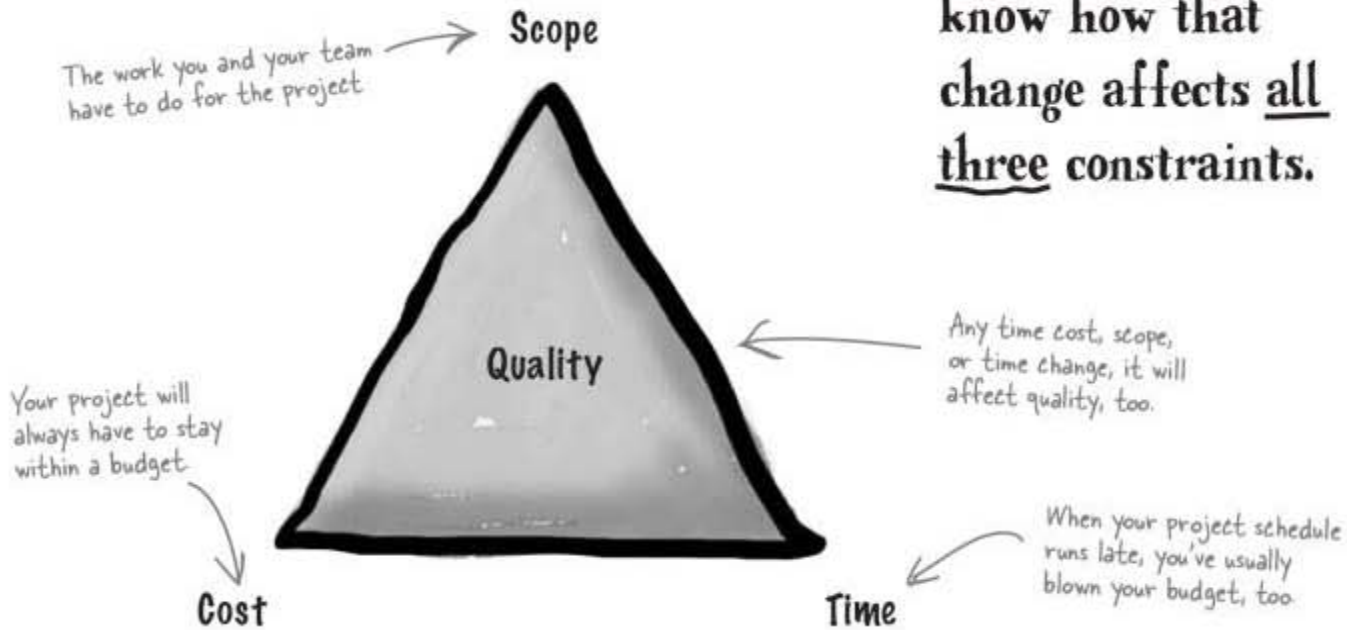 know how that
change affects all
three constraints.
Scope
The work you and your team
have to do for the project
Quality
Any time cost, scope,
or time change, it will
affect quality, too.
Your project will
always have to stay
within a budget
When your project schedule
runs late, you've usually
blown your budget, too
Cost
Time